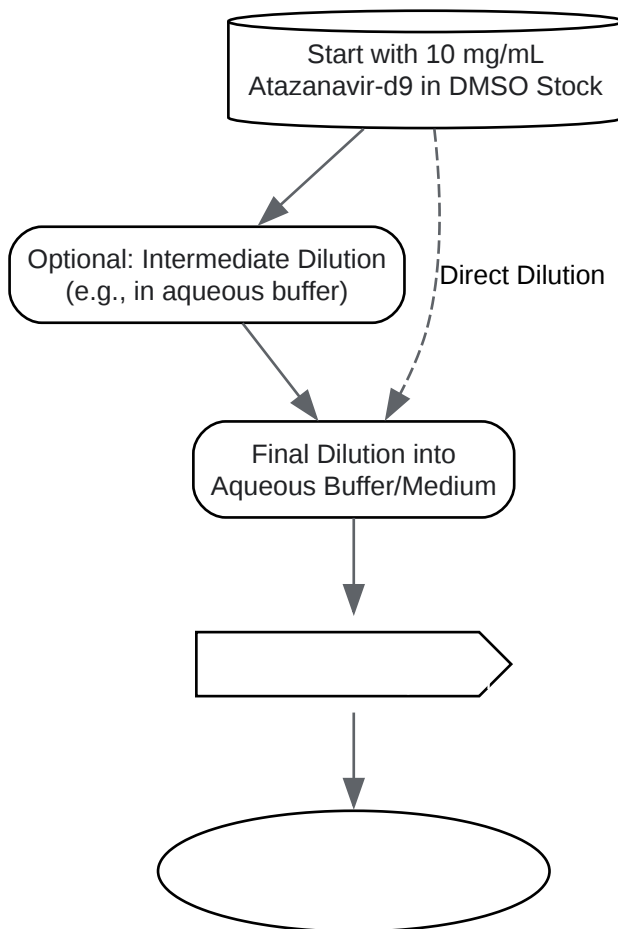 Start with 10 mg/mL
Atazanavir-d9 in DMSO Stock
Optional: Intermediate Dilution
(e.g., in aqueous buffer)
Direct Dilution
Final Dilution into
Aqueous Buffer/Medium